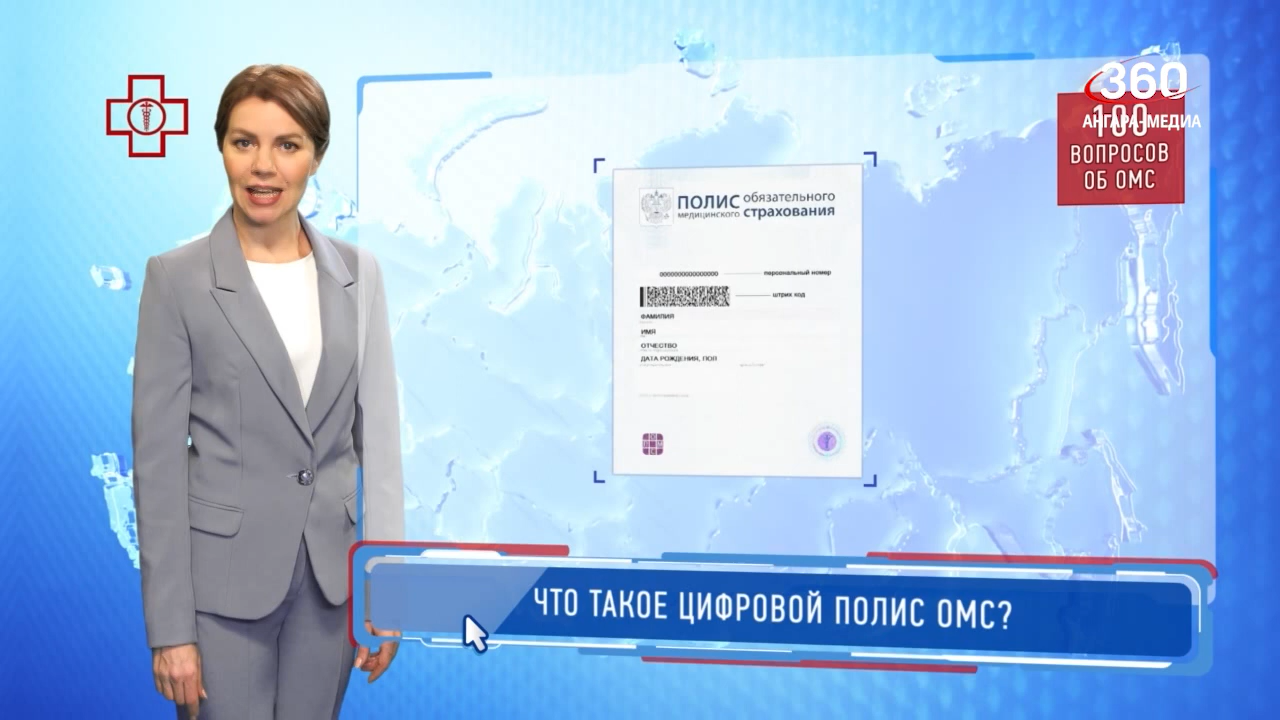 360
АНГАРА-МЕДИА
100
ВОПРОСОВ
ОБ ОМС
ПОЛИС обязательного
медицинского страхования
0000000000000000 персональный номер
штрих код
ФАМИЛИЯ
ИМЯ
ОТЧЕСТВО
ДАТА РОЖДЕНИЯ, ПОЛ
ЧТО ТАКОЕ ЦИФРОВОЙ ПОЛИС ОМС?